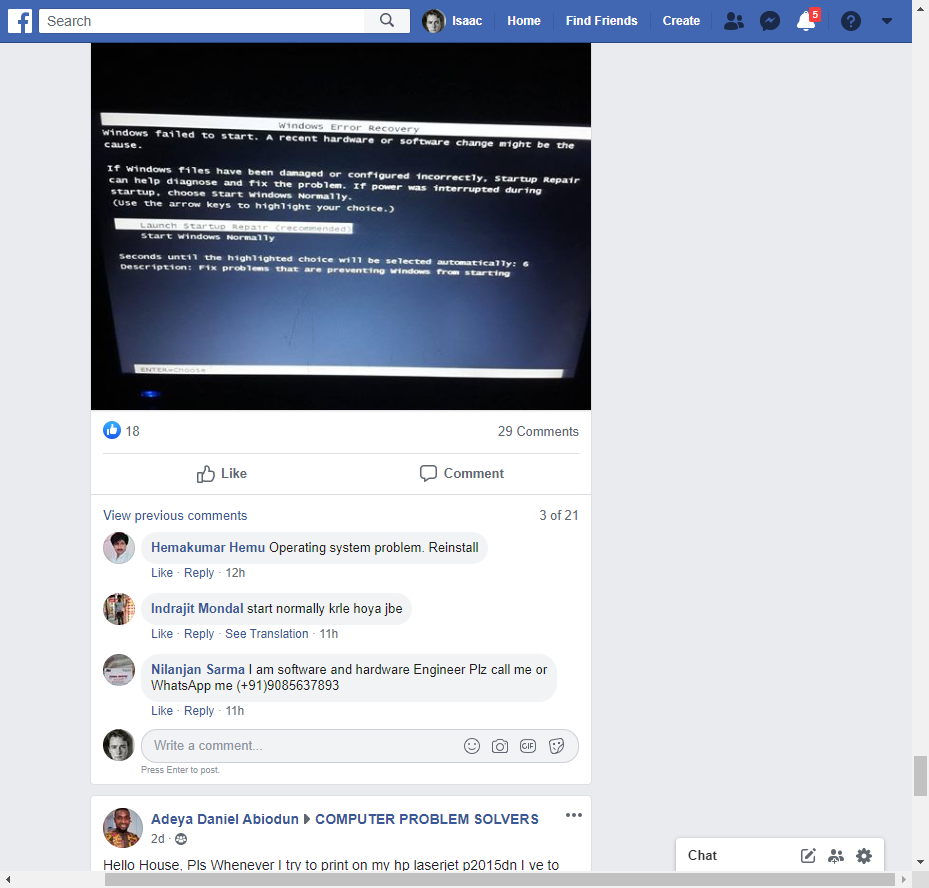 Search
Isaac
Home
Find Friends
Create
5
Windows Error Recovery
Windows failed to start. A recent hardware or software change might be the
cause.
If Windows files have been damaged or configured incorrectly, Startup Repair
can help diagnose and fix the problem. If power was interrupted during
startup, choose Start Windows Normally.
(Use the arrow keys to highlight your choice.)
Launch Startup Repair (recommended)
Start Windows Normally
Seconds until the highlighted choice will be selected automatically: 6
Description: Fix problems that are preventing Windows from starting
ENTER=Choose
18
29 Comments
Like
Comment
View previous comments
3 of 21
Hemakumar Hemu Operating system problem. Reinstall
Like · Reply · 12h
Indrajit Mondal start normally krle hoya jbe
Like · Reply · See Translation · 11h
Nilanjan Sarma I am software and hardware Engineer Plz call me or
WhatsApp me (+91)9085637893
Like · Reply · 11h
Write a comment...
GIF
Press Enter to post.
Adeya Daniel Abiodun COMPUTER PROBLEM SOLVERS
2d ·
Hello House, Pls Whenever I try to print on my hp laserjet p2015dn I ve to
Chat